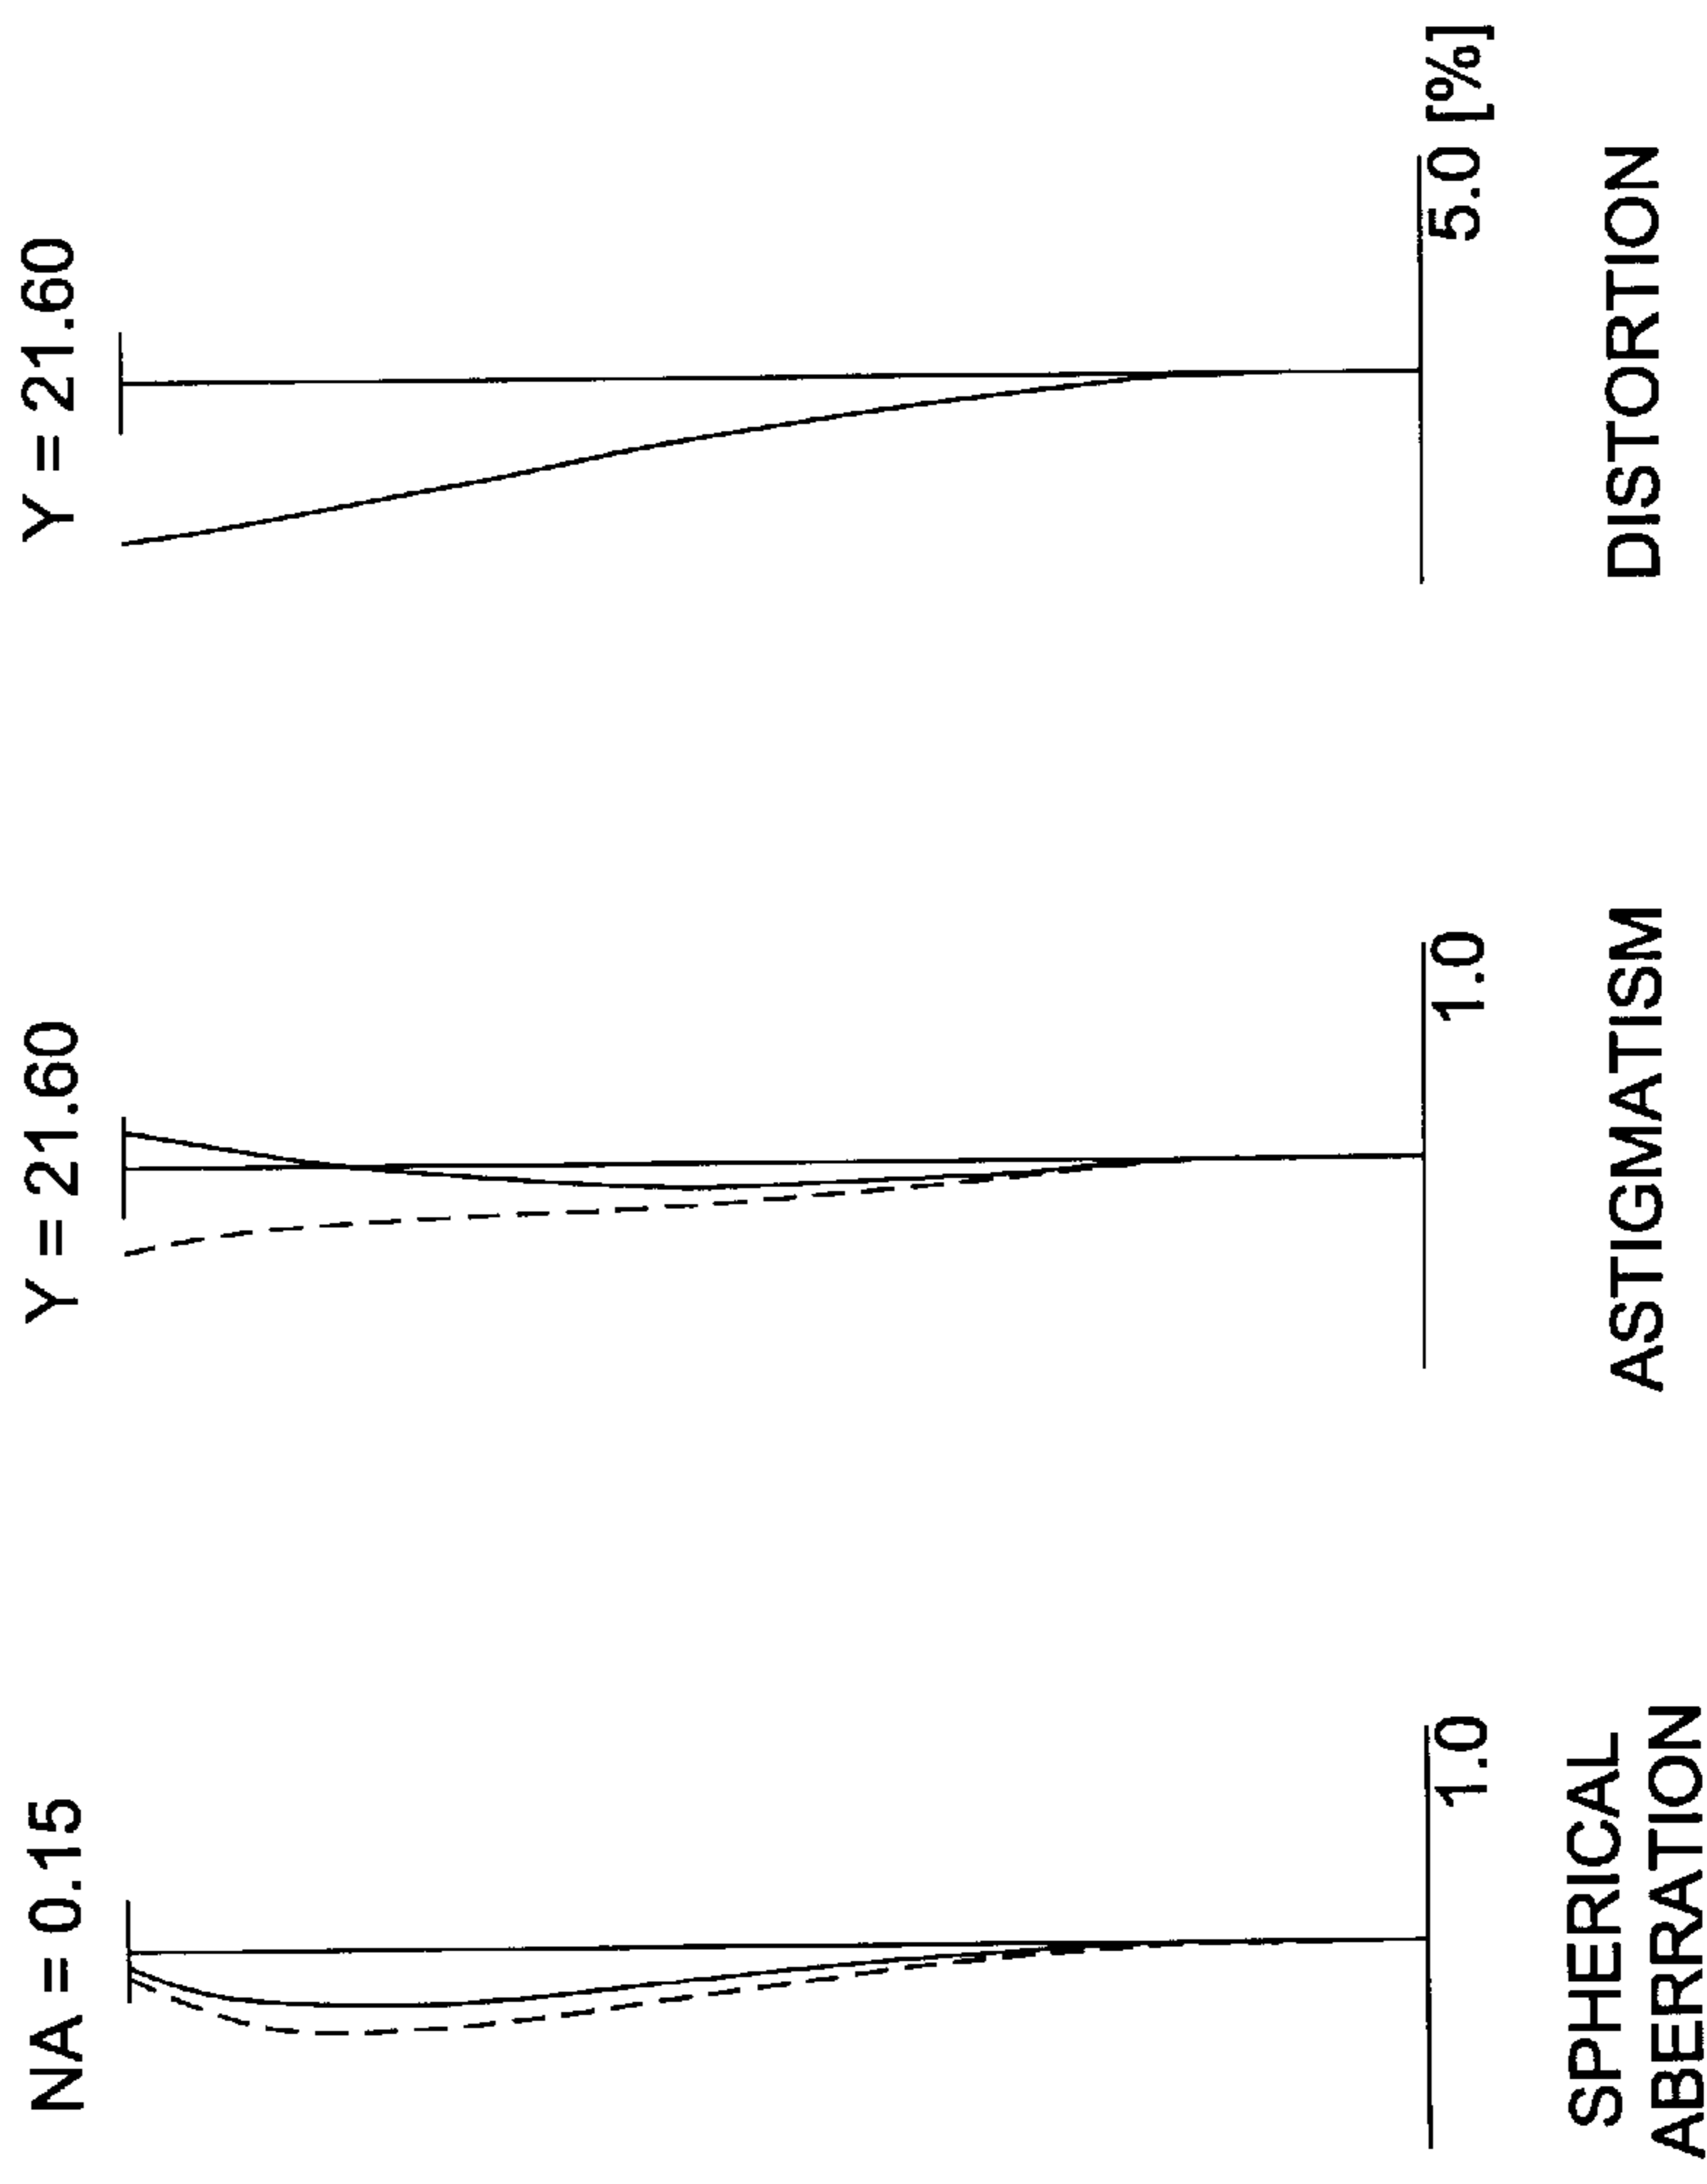 NA = 0.15
1.0
SPHERICAL
ABERRATION
Y = 21.60
1.0
ASTIGMATISM
Y = 21.60
5.0 [%]
DISTORTION